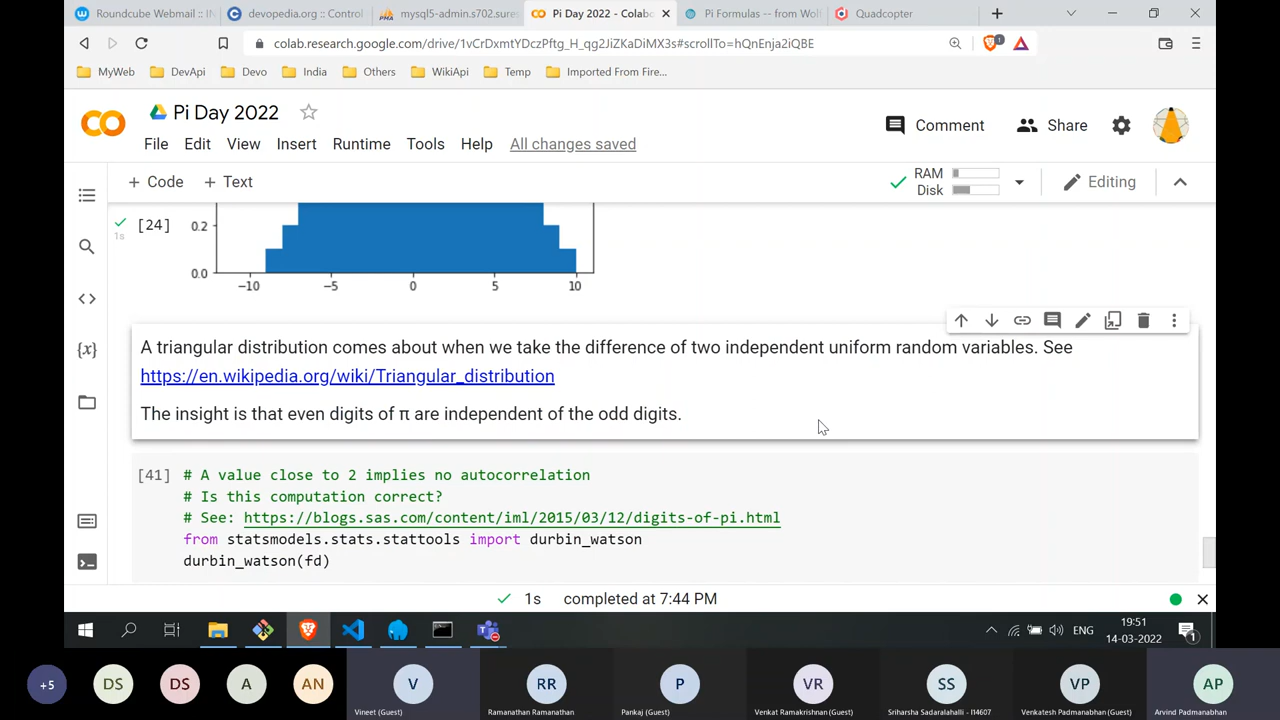 Roundcube Webmail :: IN
devopedia.org :: Control
mysql5-admin.s702.sures
Pi Day 2022 - Colabo
Pi Formulas -- from Wolf
Quadcopter
colab.research.google.com/drive/1vCrDxmtYDczPftg_H_qg2JiZKaDiMX3s#scrollTo=hQnEnja2iQBE
1
MyWeb
DevApi
Devo
India
Others
WikiApi
Temp
Imported From Fire...
Pi Day 2022
File Edit View Insert Runtime Tools Help All changes saved
Comment
Share
+ Code + Text
RAM
Disk
Editing
[24]
1s
0.2
0.0
−10 −5 0 5 10
A triangular distribution comes about when we take the difference of two independent uniform random variables. See
https://en.wikipedia.org/wiki/Triangular_distribution
The insight is that even digits of π are independent of the odd digits.
[41] # A value close to 2 implies no autocorrelation
# Is this computation correct?
# See: https://blogs.sas.com/content/iml/2015/03/12/digits-of-pi.html
from statsmodels.stats.stattools import durbin_watson
durbin_watson(fd)
{x}
1s completed at 7:44 PM
ENG
19:51
14-03-2022
1
+5
DS
DS
A
AN
V
RR
P
VR
SS
VP
AP
Vineet (Guest)
Ramanathan Ramanathan
Pankaj (Guest)
Venkat Ramakrishnan (Guest)
Sriharsha Sadaralahalli - I14607
Venkatesh Padmanabhan (Guest)
Arvind Padmanabhan